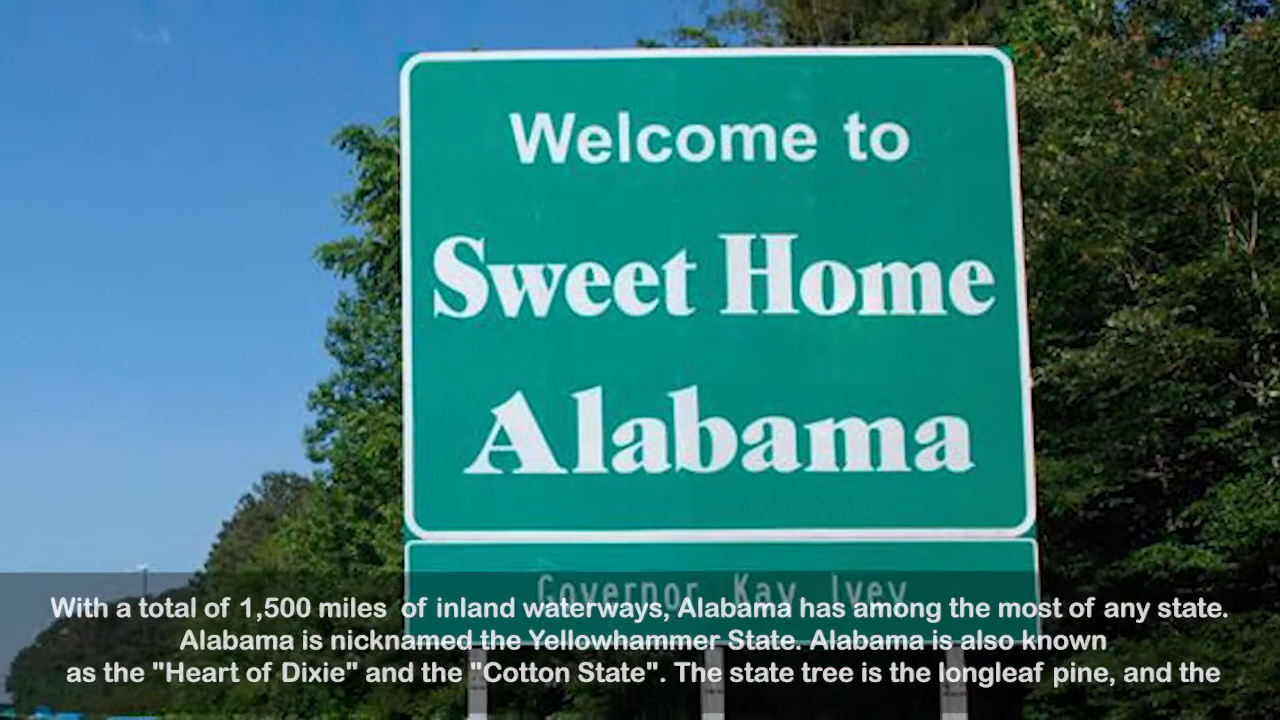 Welcome to
Sweet Home
Alabama
Governor Kay Ivey
With a total of 1,500 miles of inland waterways, Alabama has among the most of any state.
Alabama is nicknamed the Yellowhammer State. Alabama is also known
as the "Heart of Dixie" and the "Cotton State". The state tree is the longleaf pine, and the